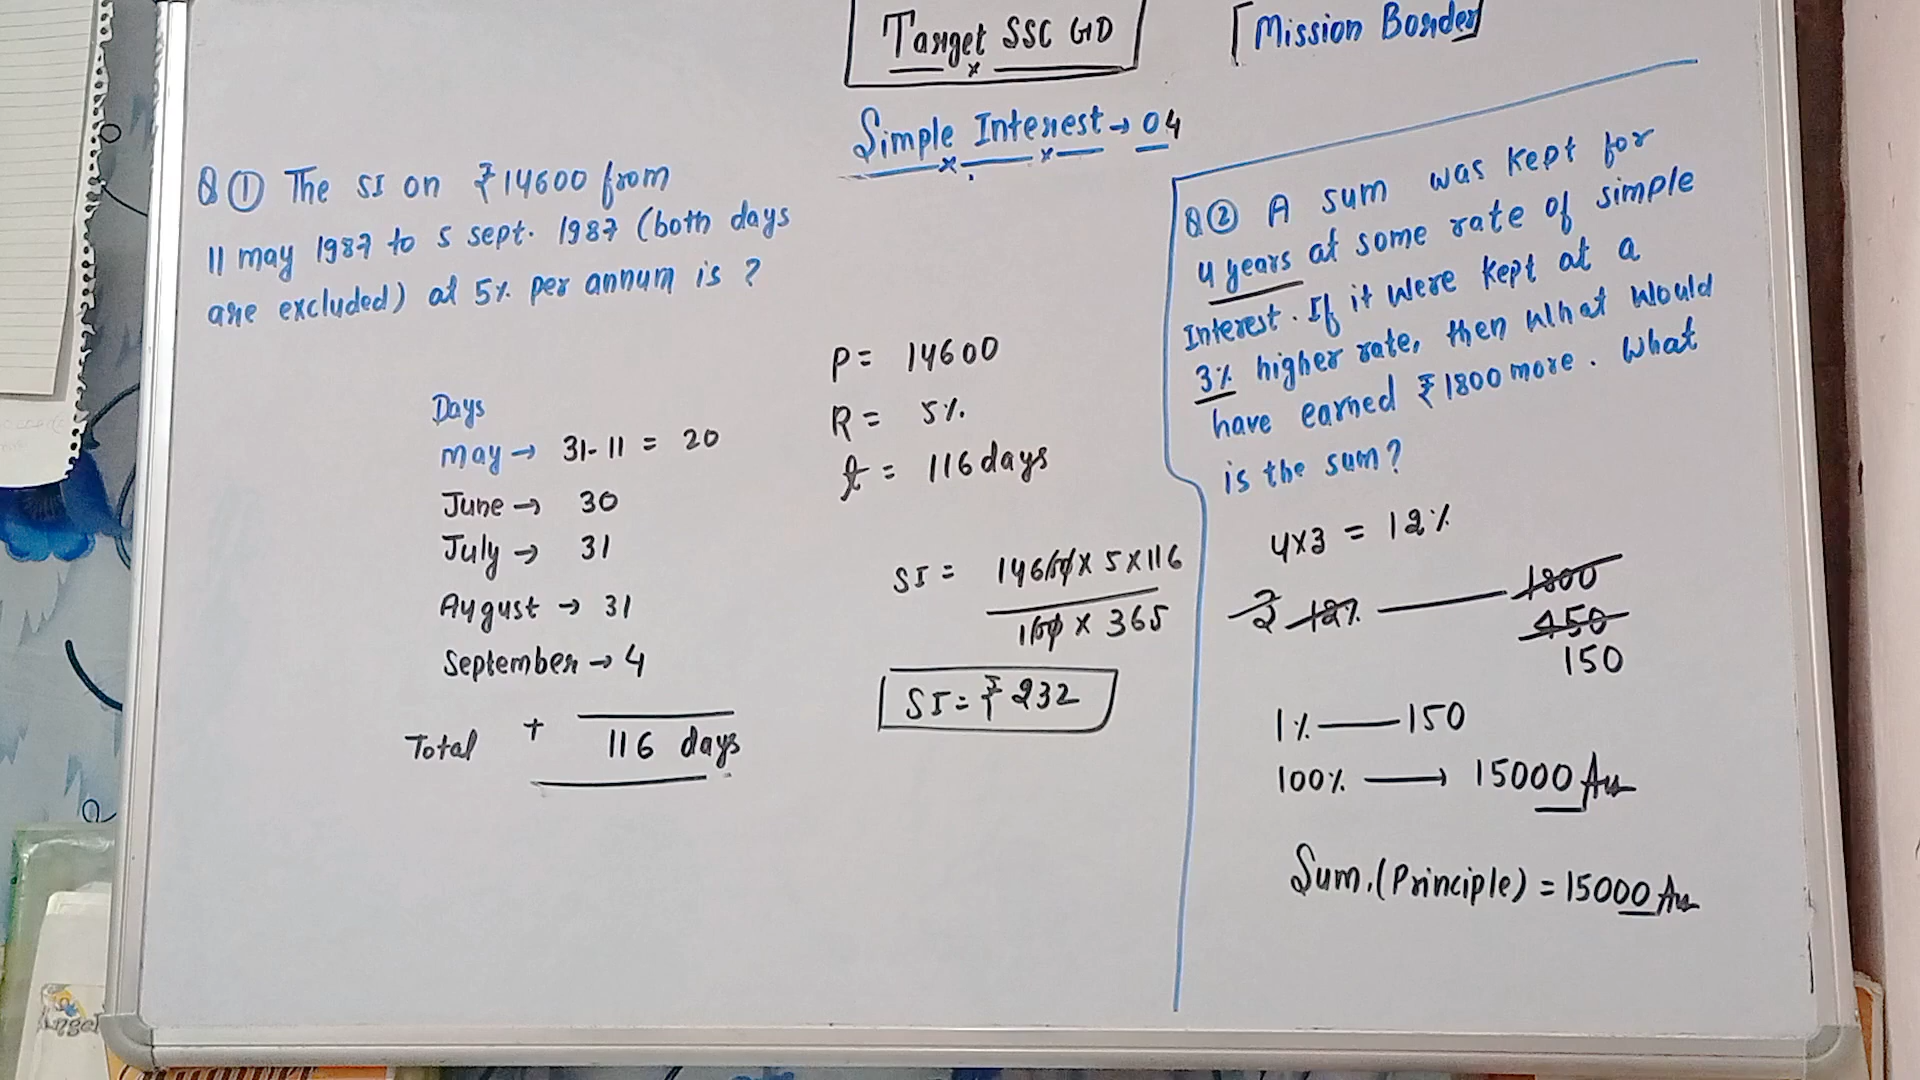 Target SSC GD
[Mission Border]
Simple Interest → 04
Q ① The SI on ₹14600 from
11 may 1987 to 5 sept. 1987 (both days
are excluded) at 5% per annum is ?
Days
may → 31-11 = 20
June → 30
July → 31
August → 31
September → 4
Total + 116 days
P = 14600
R = 5%
t = 116 days
SI = 14600 x 5 x 116
100 x 365
SI = ₹ 232
Q ② A sum was kept for
4 years at some rate of simple
Interest. If it were kept at a
3% higher rate, then what would
have earned ₹1800 more. What
is the sum?
4x3 = 12%
12% — 1800
450
150
1% — 150
100% → 15000 Ans
Sum.(Principle) = 15000 Ans